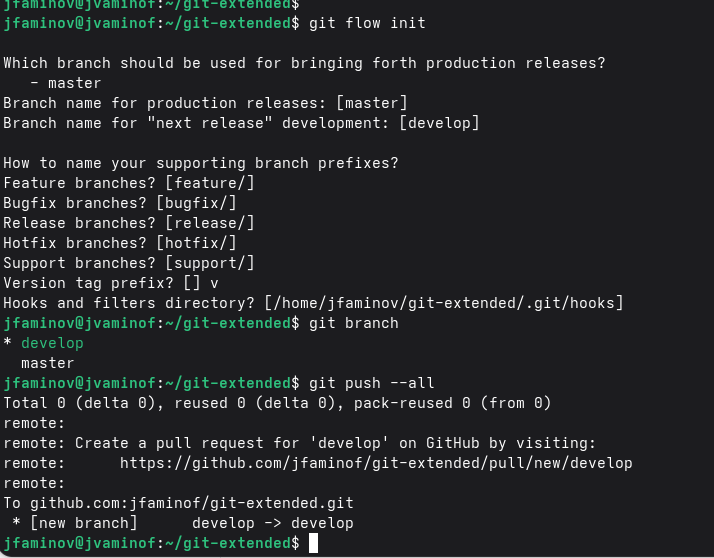 jfaminov@jvaminof:~/git-extended$
jfaminov@jvaminof:~/git-extended$ git flow init
Which branch should be used for bringing forth production releases?
   - master
Branch name for production releases: [master]
Branch name for "next release" development: [develop]
How to name your supporting branch prefixes?
Feature branches? [feature/]
Bugfix branches? [bugfix/]
Release branches? [release/]
Hotfix branches? [hotfix/]
Support branches? [support/]
Version tag prefix? [] v
Hooks and filters directory? [/home/jfaminov/git-extended/.git/hooks]
jfaminov@jvaminof:~/git-extended$ git branch
* develop
  master
jfaminov@jvaminof:~/git-extended$ git push --all
Total 0 (delta 0), reused 0 (delta 0), pack-reused 0 (from 0)
remote:
remote: Create a pull request for 'develop' on GitHub by visiting:
remote:      https://github.com/jfaminof/git-extended/pull/new/develop
remote:
To github.com:jfaminof/git-extended.git
 * [new branch]      develop -> develop
jfaminov@jvaminof:~/git-extended$